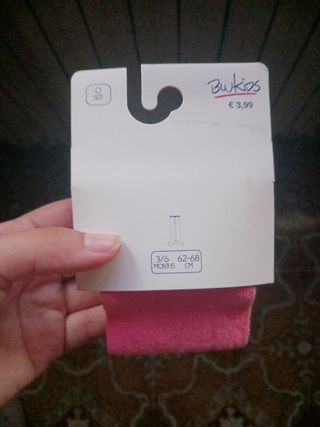 BWKIDS
€ 3,99
3/6 62-68
MONTHS CM